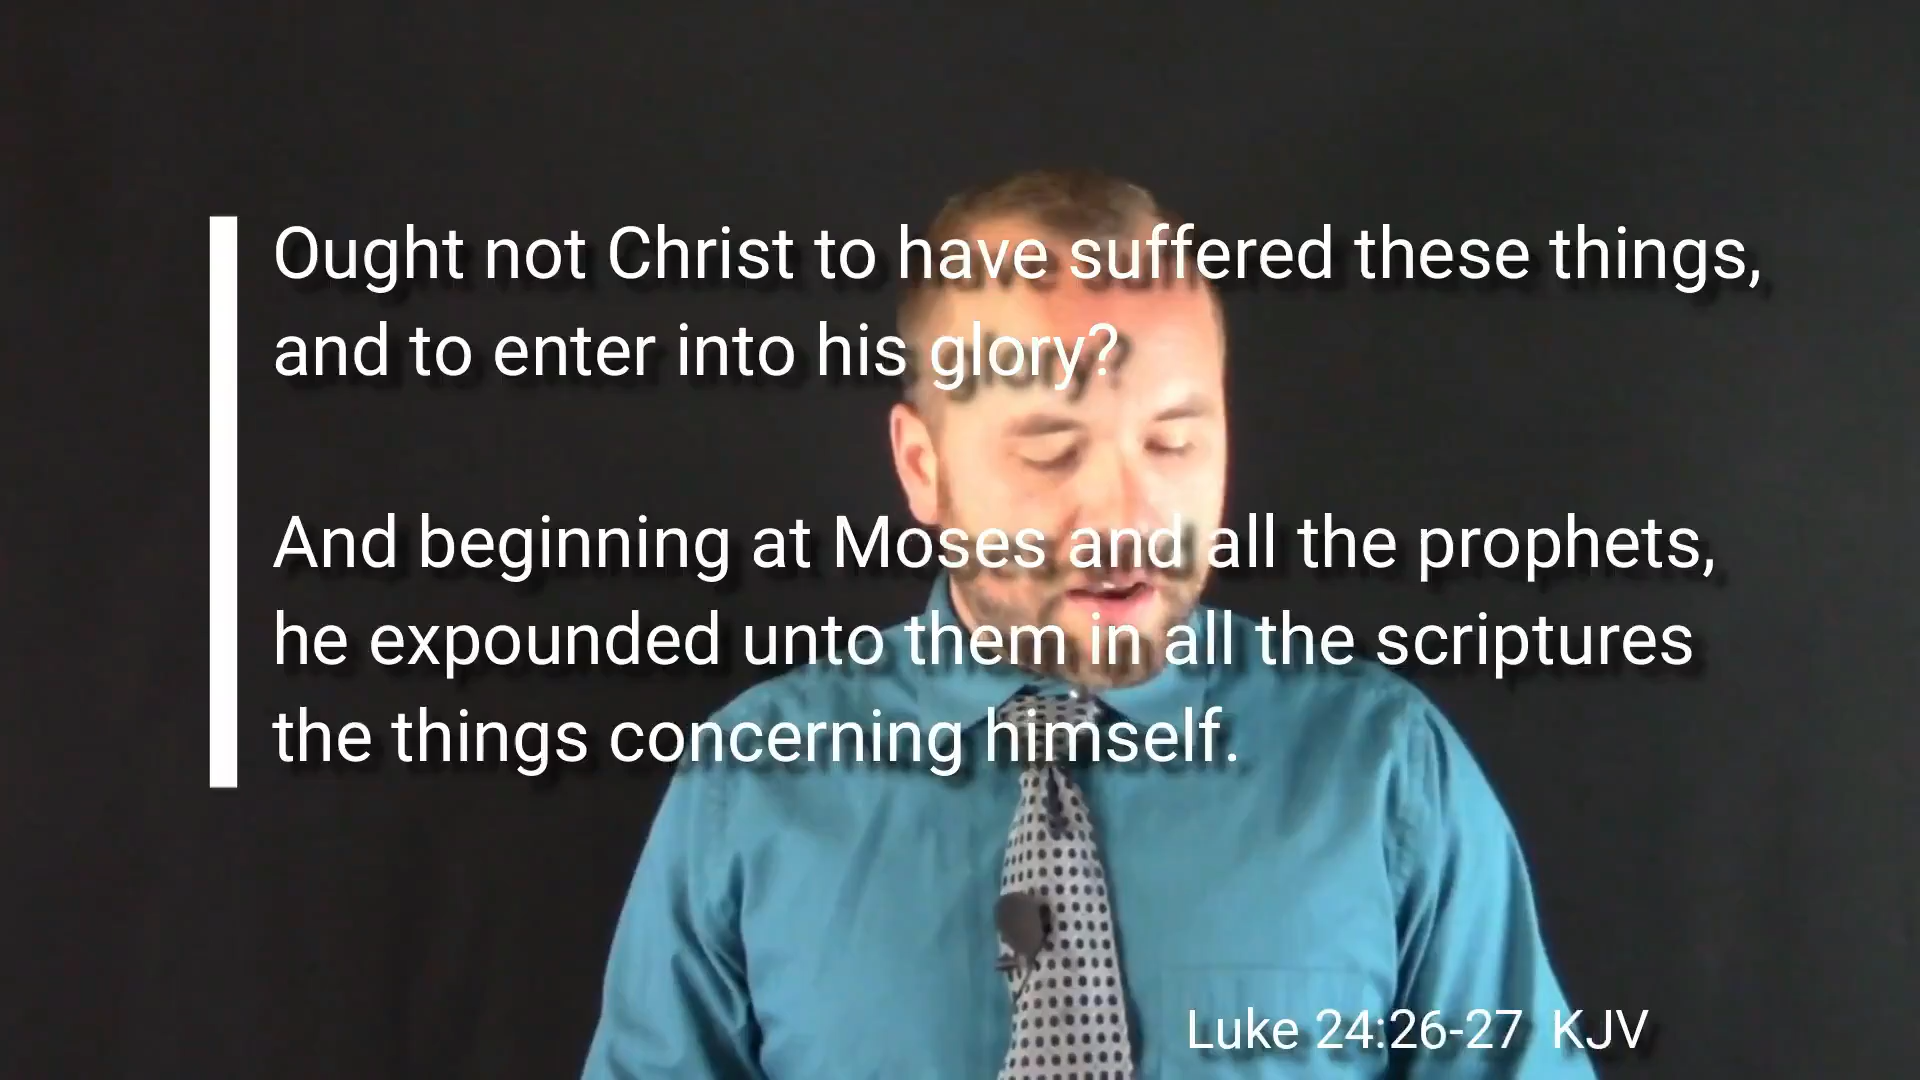 Ought not Christ to have suffered these things,
and to enter into his glory?
And beginning at Moses and all the prophets,
he expounded unto them in all the scriptures
the things concerning himself.
Luke 24:26-27 KJV